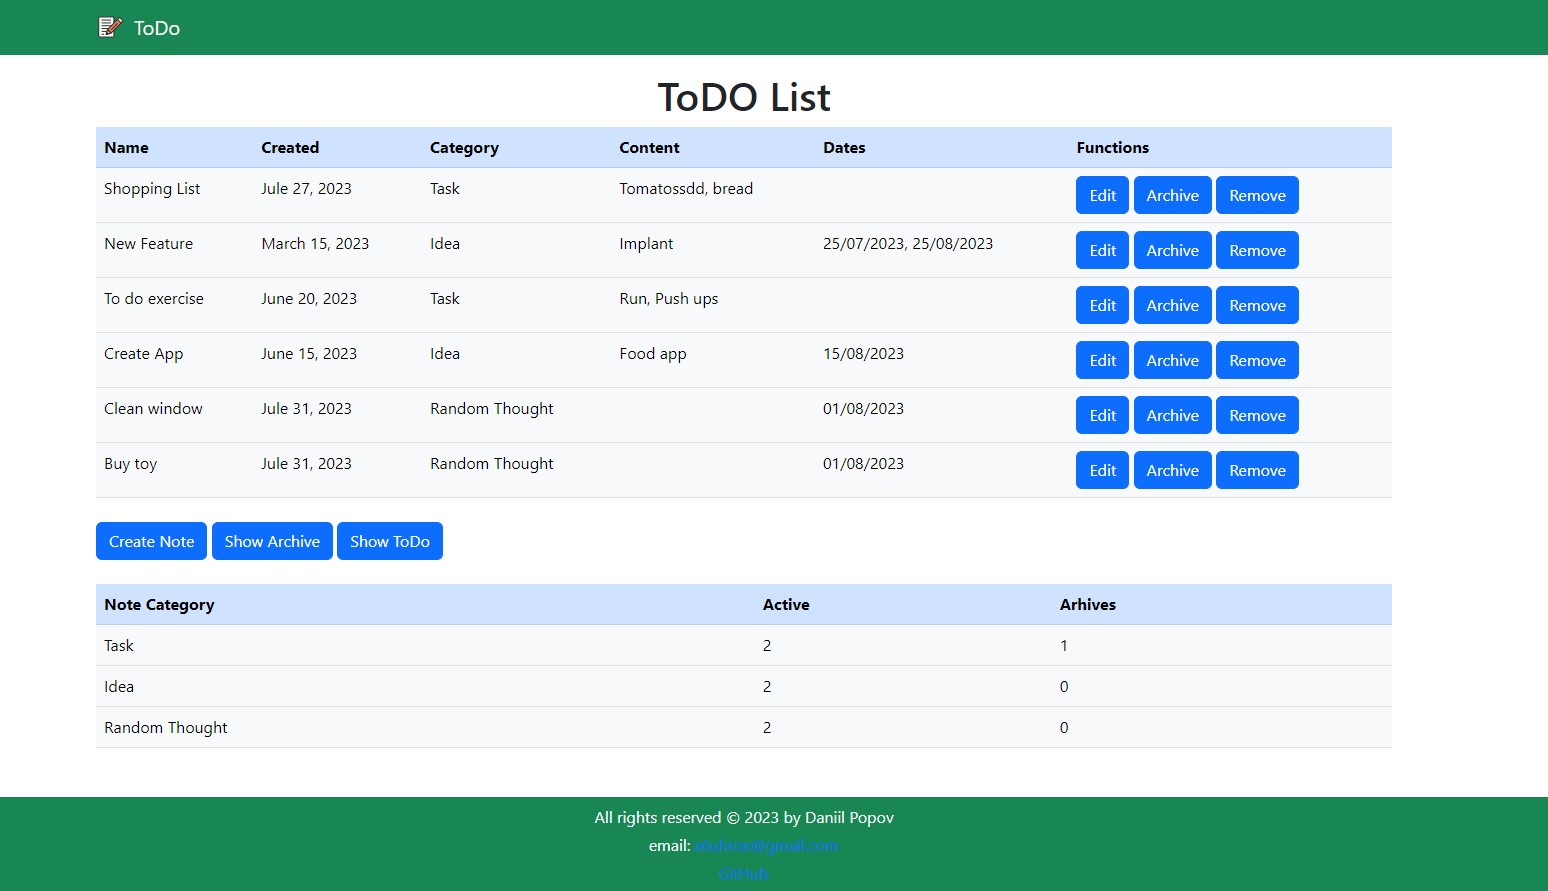 ToDo
ToDO List
Name Created Category Content Dates Functions
Shopping List Jule 27, 2023 Task Tomatossdd, bread Edit Archive Remove
New Feature March 15, 2023 Idea Implant 25/07/2023, 25/08/2023 Edit Archive Remove
To do exercise June 20, 2023 Task Run, Push ups Edit Archive Remove
Create App June 15, 2023 Idea Food app 15/08/2023 Edit Archive Remove
Clean window Jule 31, 2023 Random Thought 01/08/2023 Edit Archive Remove
Buy toy Jule 31, 2023 Random Thought 01/08/2023 Edit Archive Remove
Create Note Show Archive Show ToDo
Note Category Active Arhives
Task 2 1
Idea 2 0
Random Thought 2 0
All rights reserved © 2023 by Daniil Popov
email:
GitHub